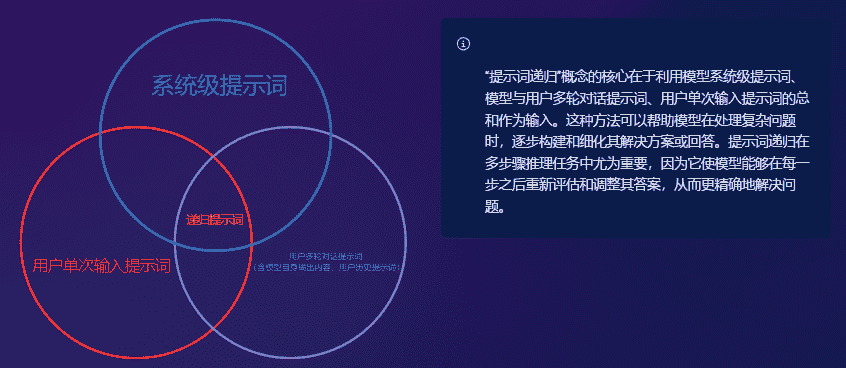 系统级提示词
递归提示词
用户单次输入提示词
用户多轮对话提示词
(含模型自身输出内容、用户历史提示词)
“提示词递归”概念的核心在于利用模型系统级提示词、
模型与用户多轮对话提示词、用户单次输入提示词的总
和作为输入。这种方法可以帮助模型在处理复杂问题
时，逐步构建和细化其解决方案或回答。提示词递归在
多步骤推理任务中尤为重要，因为它使模型能够在每一
步之后重新评估和调整其答案，从而更精确地解决问
题。